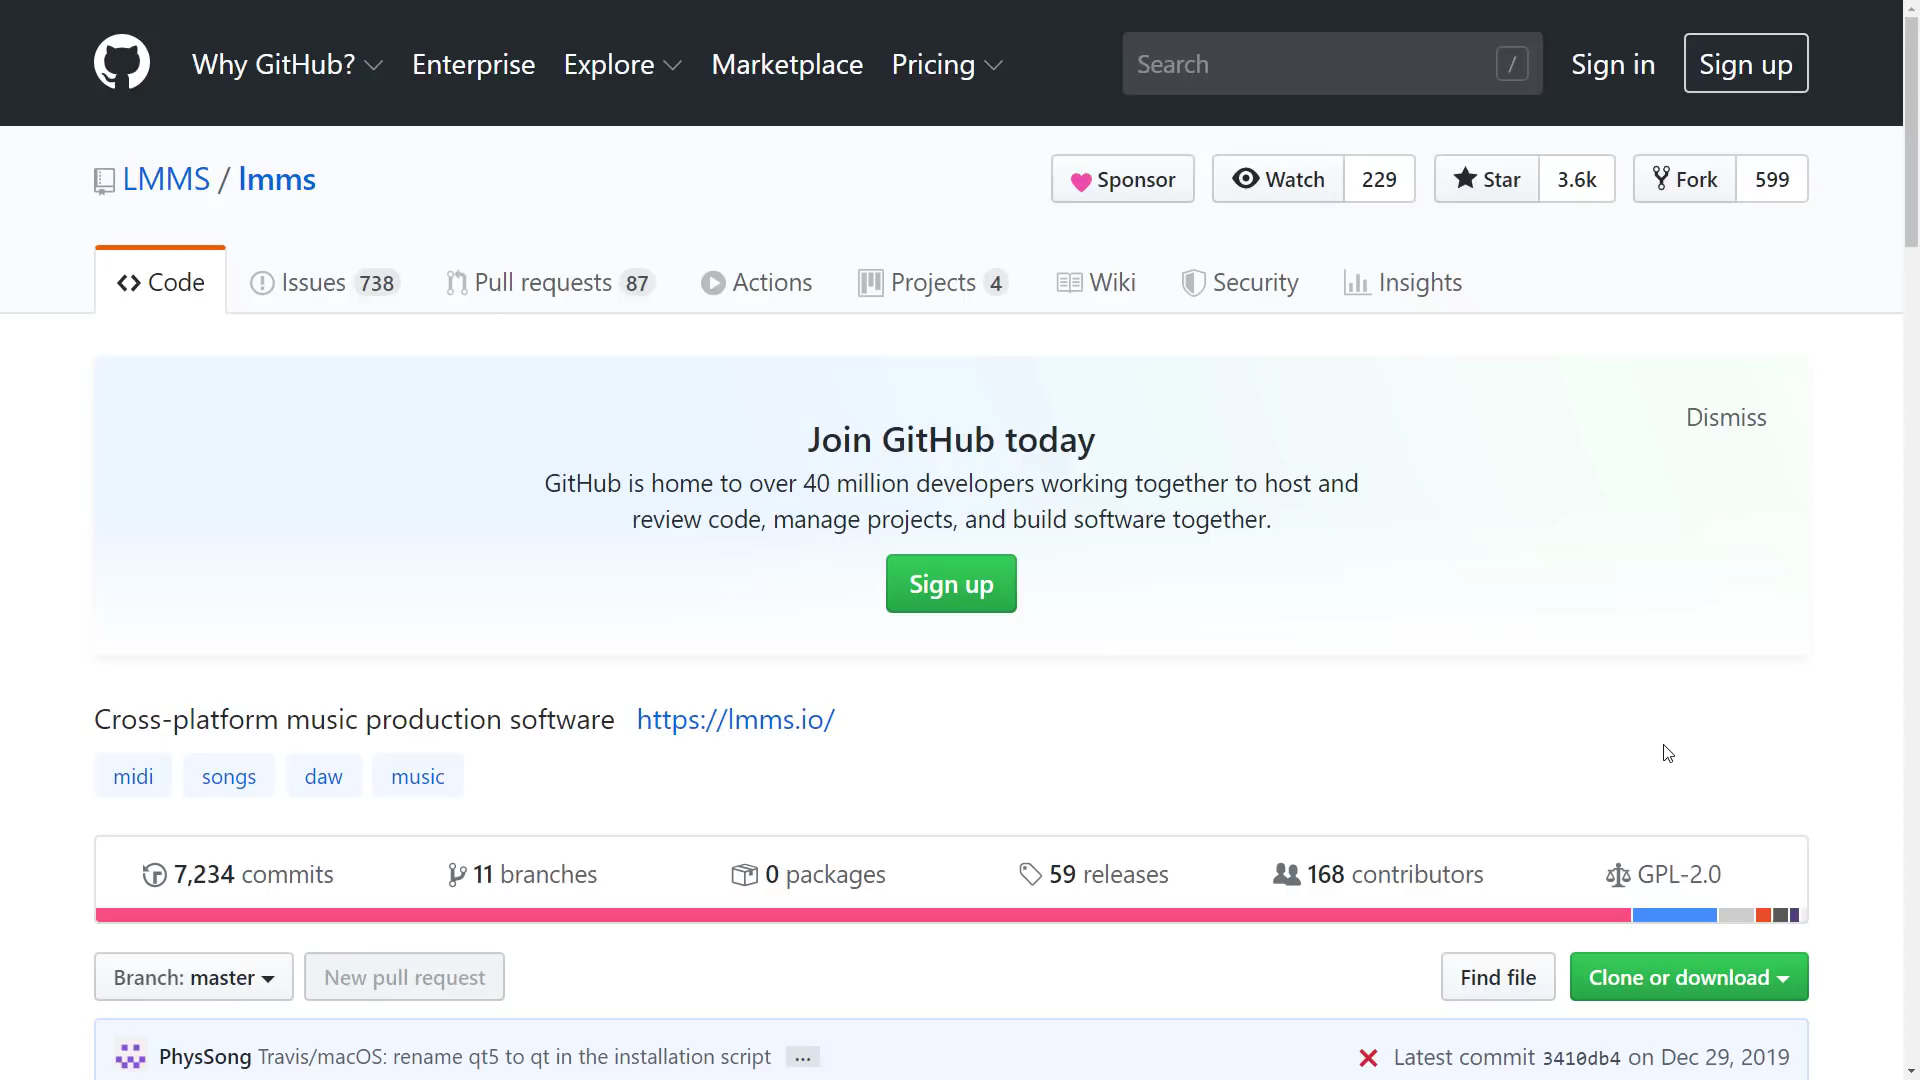 Why GitHub? Enterprise Explore Marketplace Pricing Search / Sign in Sign up
LMMS / lmms Sponsor Watch 229 Star 3.6k Fork 599
Code Issues 738 Pull requests 87 Actions Projects 4 Wiki Security Insights
Dismiss
Join GitHub today
GitHub is home to over 40 million developers working together to host and
review code, manage projects, and build software together.
Sign up
Cross-platform music production software https://lmms.io/
midi songs daw music
7,234 commits 11 branches 0 packages 59 releases 168 contributors GPL-2.0
Branch: master New pull request Find file Clone or download
PhysSong Travis/macOS: rename qt5 to qt in the installation script ... Latest commit 3410db4 on Dec 29, 2019